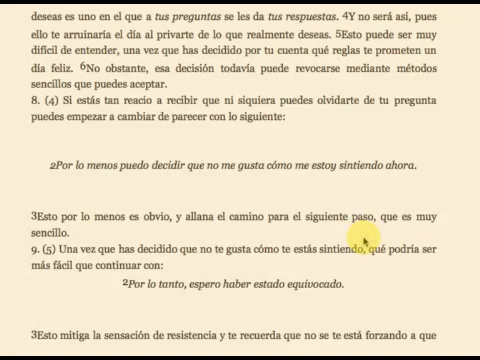 deseas es uno en el que a tus preguntas se les da tus respuestas. 4Y no será así, pues
ello te arruinaría el día al privarte de lo que realmente deseas. 5Esto puede ser muy
difícil de entender, una vez que has decidido por tu cuenta qué reglas te prometen un
día feliz. 6No obstante, esa decisión todavía puede revocarse mediante métodos
sencillos que puedes aceptar.
8. (4) Si estás tan reacio a recibir que ni siquiera puedes olvidarte de tu pregunta
puedes empezar a cambiar de parecer con lo siguiente:
2Por lo menos puedo decidir que no me gusta cómo me estoy sintiendo ahora.
3Esto por lo menos es obvio, y allana el camino para el siguiente paso, que es muy
sencillo.
9. (5) Una vez que has decidido que no te gusta cómo te estás sintiendo, qué podría ser
más fácil que continuar con:
2Por lo tanto, espero haber estado equivocado.
3Esto mitiga la sensación de resistencia y te recuerda que no se te está forzando a que